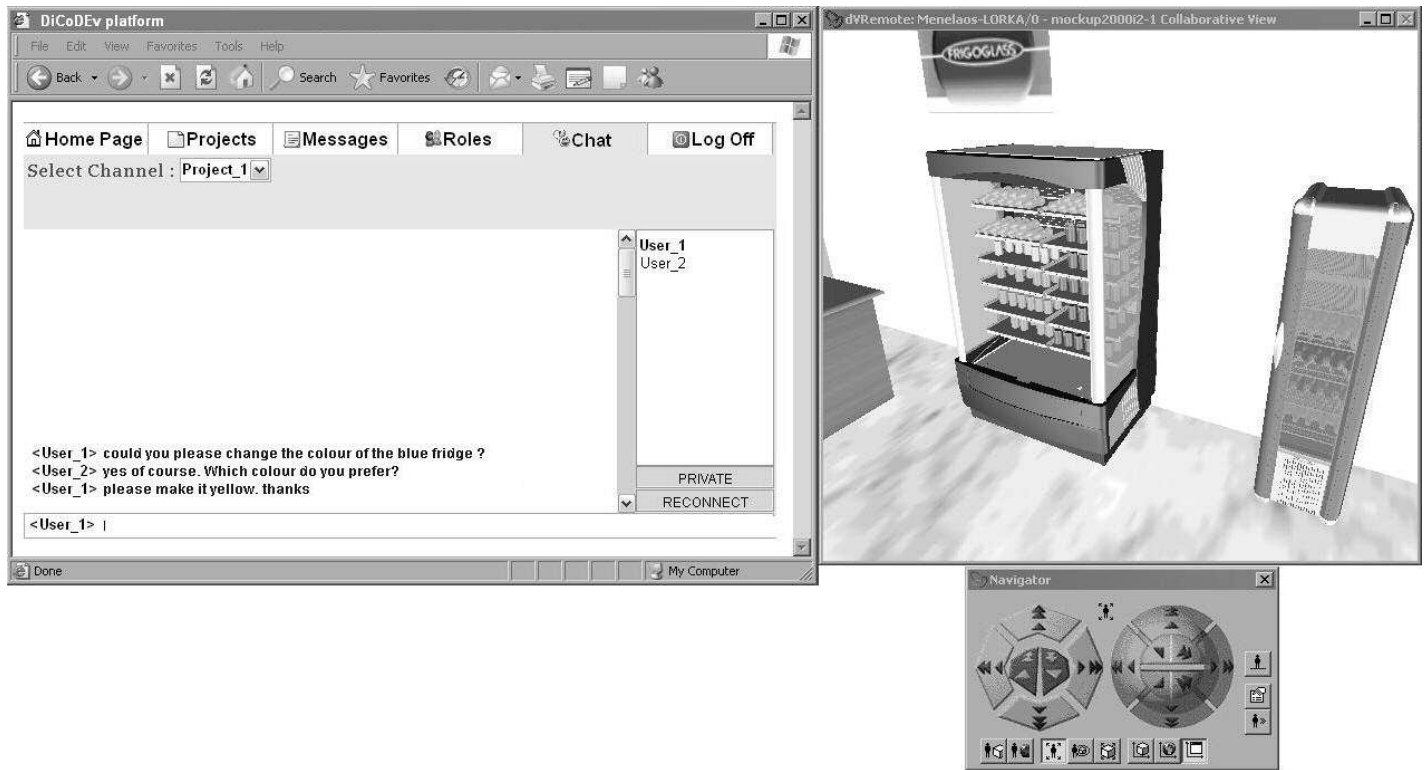 DiCoDEv platform
File Edit View Favorites Tools Help
Back Search Favorites
Home Page Projects Messages Roles Chat Log Off
Select Channel : Project_1
User_1
User_2
<User_1> could you please change the colour of the blue fridge ?
<User_2> yes of course. Which colour do you prefer?
<User_1> please make it yellow. thanks
PRIVATE
RECONNECT
<User_1>
Done My Computer
dVRemote: Menelaos-LORKA/0 - mockup2000i2-1 Collaborative View
FRIGOGLASS
Navigator